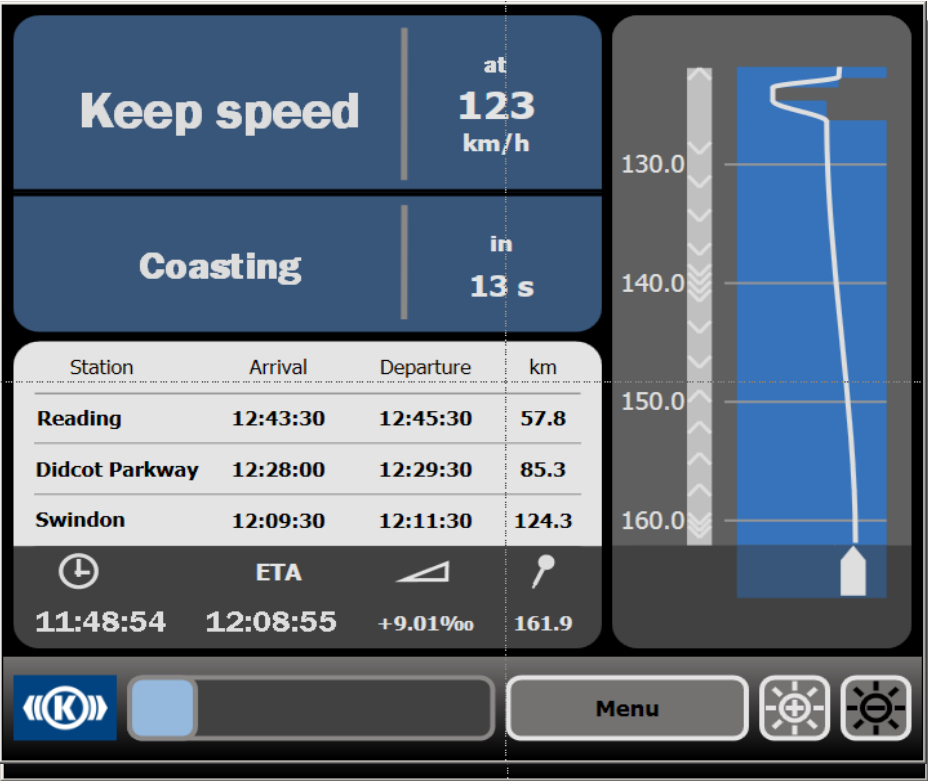 Keep speed
at
123
km/h
Coasting
in
13 s
Station Arrival Departure km
Reading 12:43:30 12:45:30 57.8
Didcot Parkway 12:28:00 12:29:30 85.3
Swindon 12:09:30 12:11:30 124.3
ETA
11:48:54 12:08:55 +9.01‰ 161.9
130.0
140.0
150.0
160.0
K
Menu